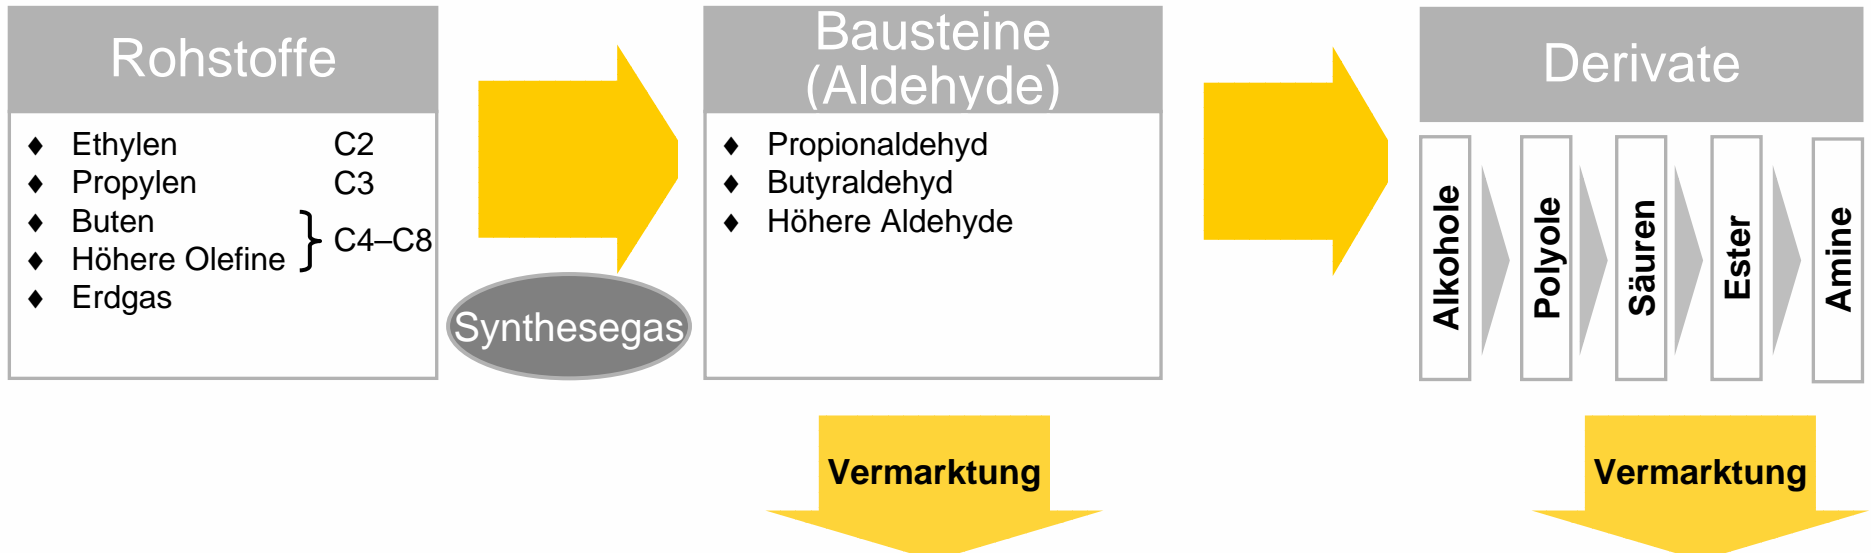 Rohstoffe
♦ Ethylen C2
♦ Propylen C3
♦ Buten
♦ Höhere Olefine } C4–C8
♦ Erdgas
Synthesegas
Bausteine
(Aldehyde)
♦ Propionaldehyd
♦ Butyraldehyd
♦ Höhere Aldehyde
Vermarktung
Derivate
Alkohole
Polyole
Säuren
Ester
Amine
Vermarktung